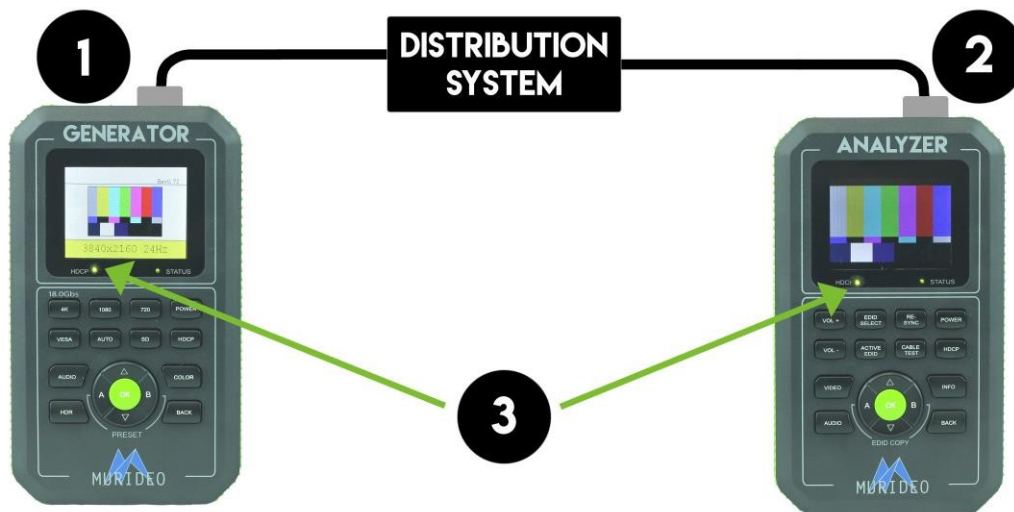 1
DISTRIBUTION
SYSTEM
2
GENERATOR
3840x2160 24Hz
HDCP
STATUS
18.0Gbs
4K
1080
720
POWER
VESA
AUTO
SD
HDCP
AUDIO
COLOR
A
OK
B
HDR
BACK
PRESET
MURIDEO
3
ANALYZER
STATUS
VOL +
EDID
SELECT
RE-
SYNC
POWER
VOL -
ACTIVE
EDID
CABLE
TEST
HDCP
VIDEO
INFO
A
OK
B
AUDIO
BACK
EDID COPY
MURIDEO